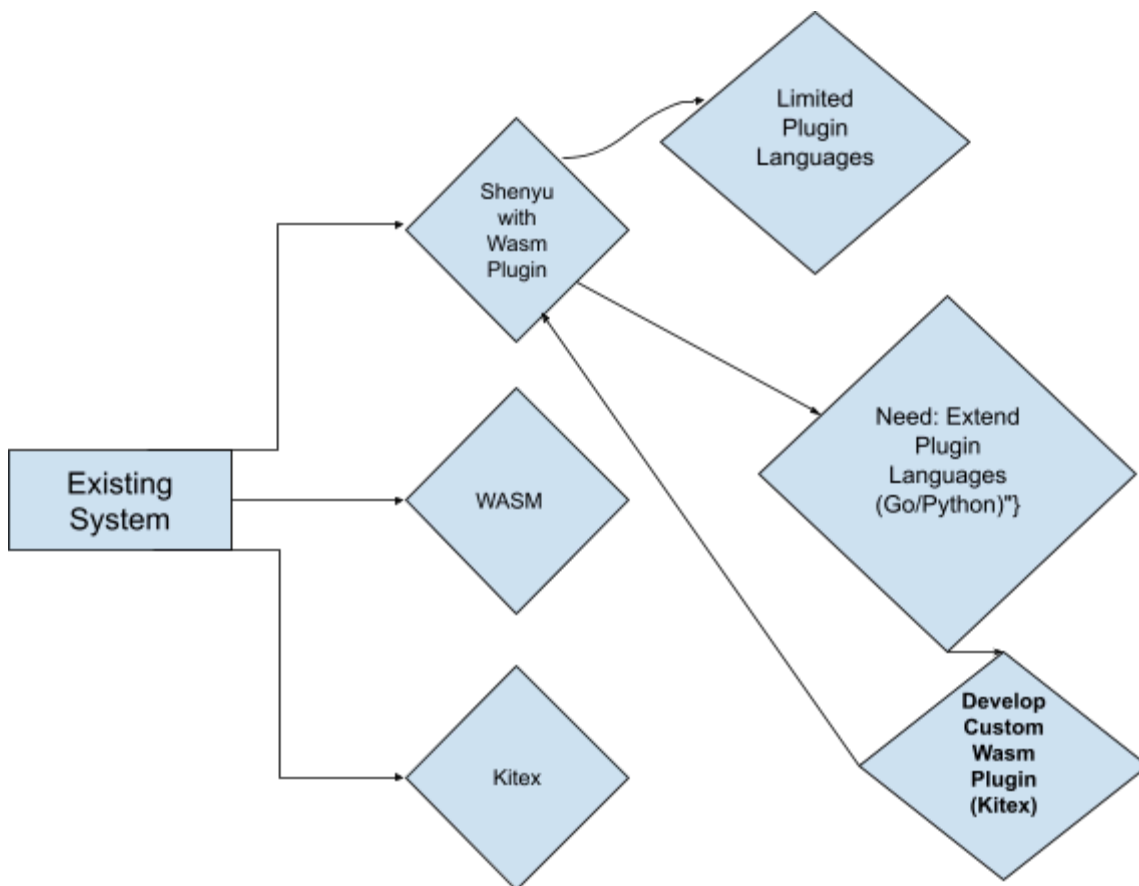 Limited
Plugin
Languages
Shenyu
with
Wasm
Plugin
Need: Extend
Plugin
Languages
(Go/Python)"}
Existing
System
WASM
Develop
Custom
Wasm
Plugin
(Kitex)
Kitex